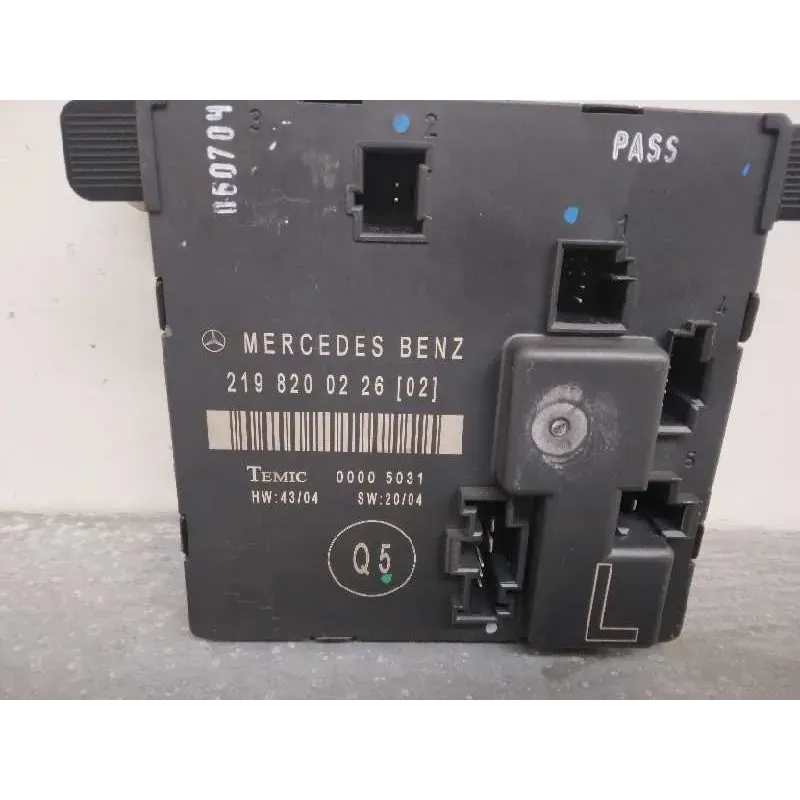 060704
3
2
PASS
1
4
MERCEDES BENZ
219 820 02 26 [02]
TEMIC 0000 5031
HW:43/04 SW:20/04
5
Q5
L